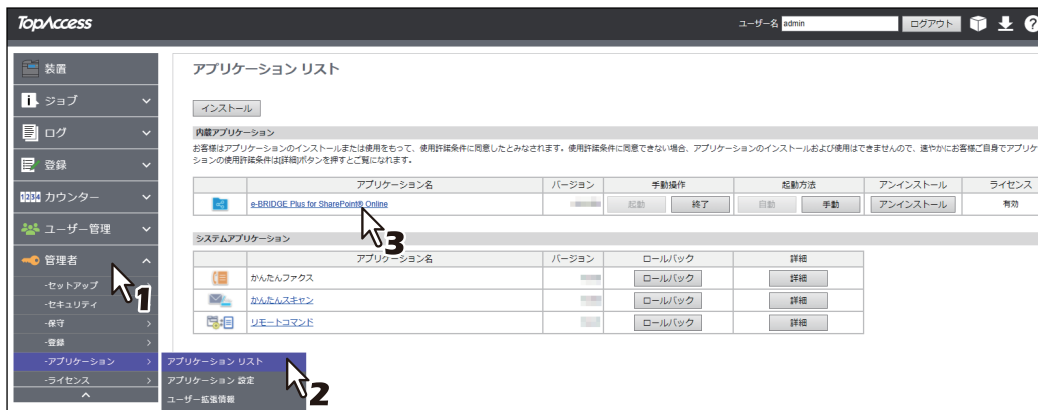 TopAccess
ユーザー名 admin ログアウト
装置
ジョブ
ログ
登録
1234 カウンター
ユーザー管理
管理者
-セットアップ
-セキュリティ
-保守
-登録
-アプリケーション
-ライセンス
アプリケーション リスト
アプリケーション 設定
ユーザー拡張情報
1
2
3
アプリケーション リスト
インストール
内蔵アプリケーション
お客様はアプリケーションのインストールまたは使用をもって、使用許諾条件に同意したとみなされます。使用許諾条件に同意できない場合、アプリケーションのインストールおよび使用はできませんので、速やかにお客様ご自身でアプリケ
ションの使用許諾条件は[詳細]ボタンを押すとご覧になれます。
アプリケーション名 バージョン 手動操作 起動方法 アンインストール ライセンス
e-BRIDGE Plus for SharePoint® Online 起動 終了 自動 手動 アンインストール 有効
システムアプリケーション
アプリケーション名 バージョン ロールバック 詳細
かんたんファクス ロールバック 詳細
かんたんスキャン ロールバック 詳細
リモートコマンド ロールバック 詳細